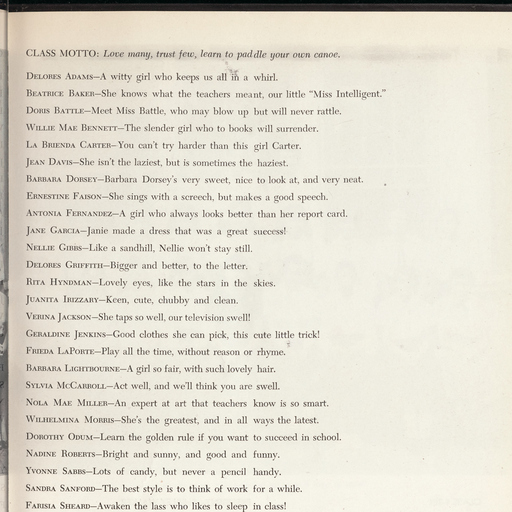 CLASS MOTTO: Love many, trust few, learn to paddle your own canoe.
DELORES ADAMS—A witty girl who keeps us all in a whirl.
BEATRICE BAKER—She knows what the teachers meant, our little "Miss Intelligent."
DORIS BATTLE—Meet Miss Battle, who may blow up but will never rattle.
WILLIE MAE BENNETT—The slender girl who to books will surrender.
LA BRIENDA CARTER—You can't try harder than this girl Carter.
JEAN DAVIS—She isn't the laziest, but is sometimes the haziest.
BARBARA DORSEY—Barbara Dorsey's very sweet, nice to look at, and very neat.
ERNESTINE FAISON—She sings with a screech, but makes a good speech.
ANTONIA FERNANDEZ—A girl who always looks better than her report card.
JANE GARCIA—Janie made a dress that was a great success!
NELLIE GIBBS—Like a sandhill, Nellie won't stay still.
DELORES GRIFFITH—Bigger and better, to the letter.
RITA HYNDMAN—Lovely eyes, like the stars in the skies.
JUANITA IRIZZARY—Keen, cute, chubby and clean.
VERINA JACKSON—She taps so well, our television swell!
GERALDINE JENKINS—Good clothes she can pick, this cute little trick!
FRIEDA LAPORTE—Play all the time, without reason or rhyme.
BARBARA LIGHTBOURNE—A girl so fair, with such lovely hair.
SYLVIA MCCARROLL—Act well, and we'll think you are swell.
NOLA MAE MILLER—An expert at art that teachers know is so smart.
WILHELMINA MORRIS—She's the greatest, and in all ways the latest.
DOROTHY ODUM—Learn the golden rule if you want to succeed in school.
NADINE ROBERTS—Bright and sunny, and good and funny.
YVONNE SABBS—Lots of candy, but never a pencil handy.
SANDRA SANFORD—The best style is to think of work for a while.
FARISIA SHEARD—Awaken the lass who likes to sleep in class!